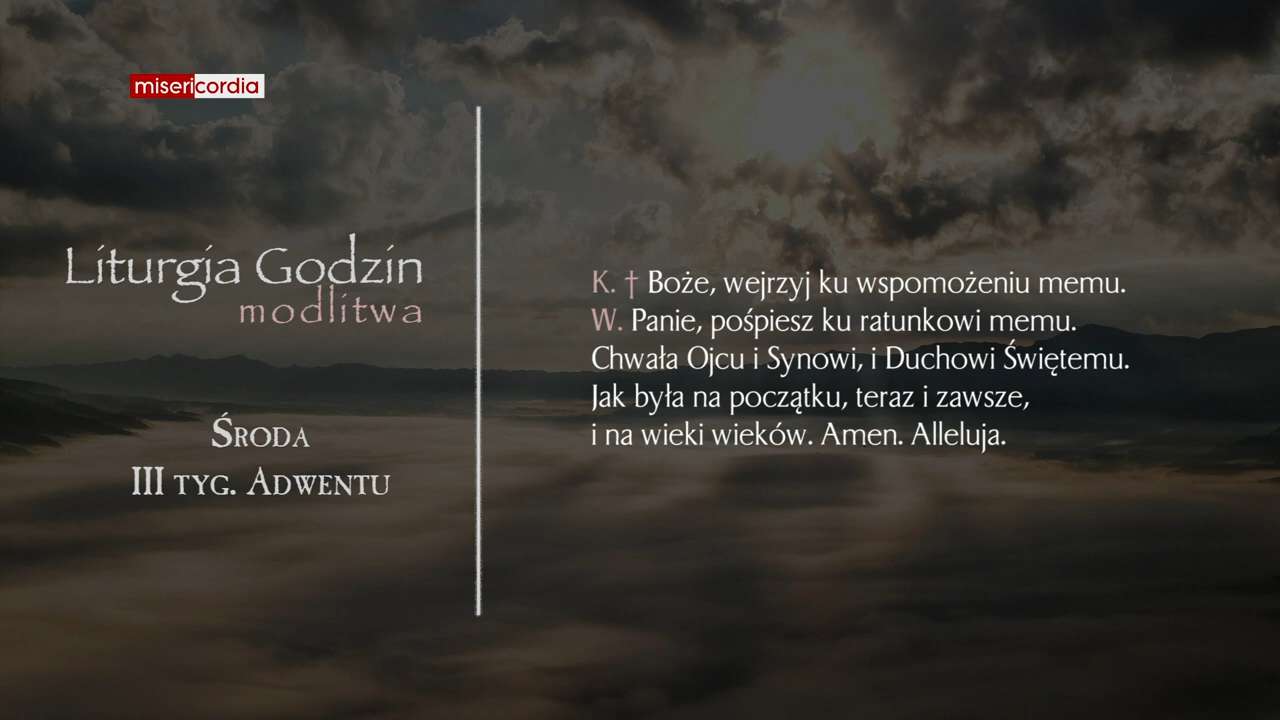 misericordia
Liturgia Godzin
modlitwa
Środa
III tyg. Adwentu
K. † Boże, wejrzyj ku wspomożeniu memu.
W. Panie, pośpiesz ku ratunkowi memu.
Chwała Ojcu i Synowi, i Duchowi Świętemu.
Jak była na początku, teraz i zawsze,
i na wieki wieków. Amen. Alleluja.